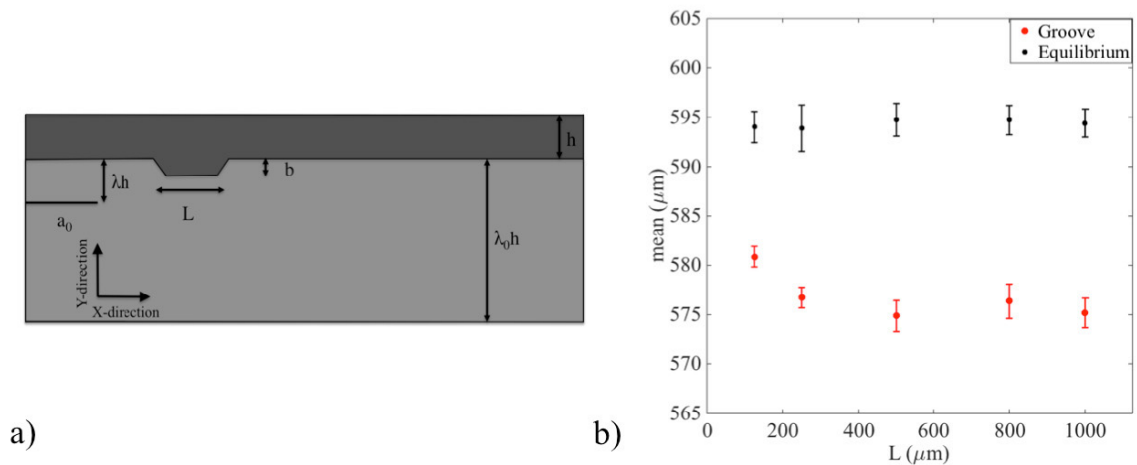 h
λh
b
L
a₀
λ₀h
Y-direction
X-direction
a)
605
600
595
590
585
580
575
570
565
mean (μm)
0
200
400
600
800
1000
L (μm)
Groove
Equilibrium
b)